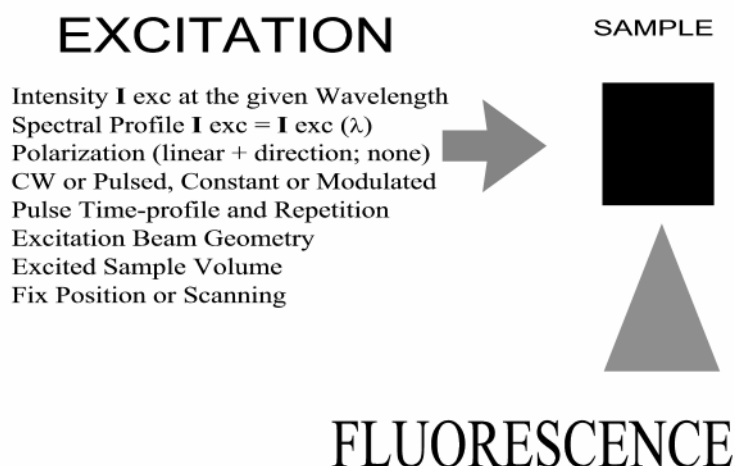 EXCITATION
SAMPLE
Intensity I exc at the given Wavelength
Spectral Profile I exc = I exc (λ)
Polarization (linear + direction; none)
CW or Pulsed, Constant or Modulated
Pulse Time-profile and Repetition
Excitation Beam Geometry
Excited Sample Volume
Fix Position or Scanning
FLUORESCENCE